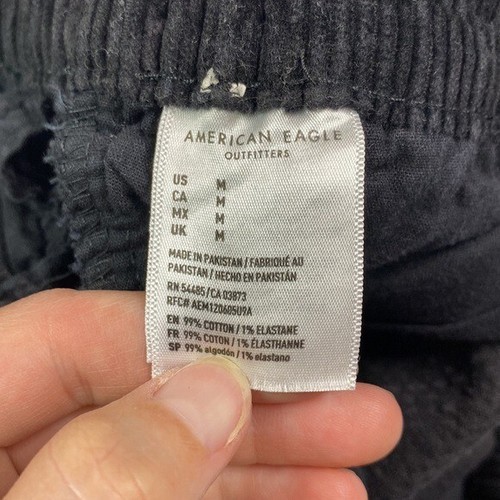 AMERICAN EAGLE
OUTFITTERS
US M
CA M
MX M
UK M
MADE IN PAKISTAN / FABRIQUÉ AU
PAKISTAN / HECHO EN PAKISTÁN
RN 54485/CA 03873
RFC# AEM120605U9A
EN 99% COTTON / 1% ELASTANE
FR 99% COTON / 1% ÉLASTHANNE
SP 99% algodón / 1% elastano